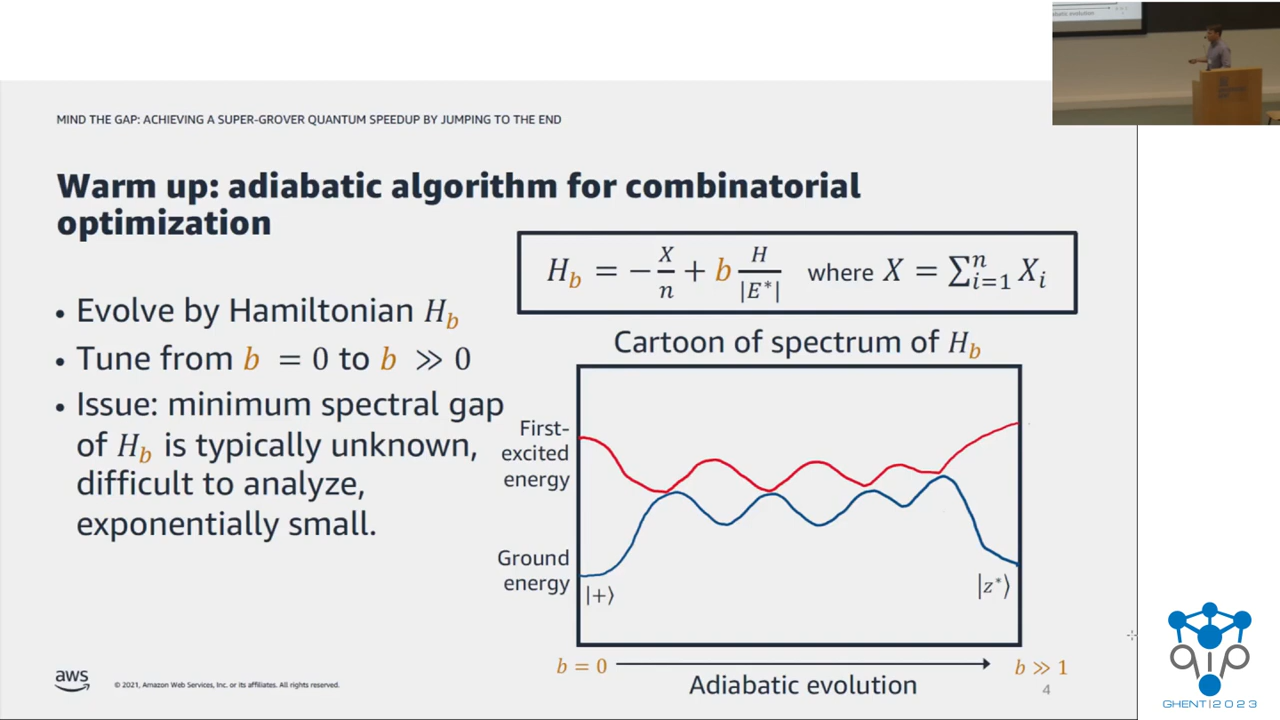 adiabatic evolution
MIND THE GAP: ACHIEVING A SUPER-GROVER QUANTUM SPEEDUP BY JUMPING TO THE END
Warm up: adiabatic algorithm for combinatorial
optimization
H_b = −X/n + b H/|E*| where X = ∑_{i=1}^{n} X_i
• Evolve by Hamiltonian H_b
• Tune from b = 0 to b ≫ 0
• Issue: minimum spectral gap
of H_b is typically unknown,
difficult to analyze,
exponentially small.
Cartoon of spectrum of H_b
First-
excited
energy
Ground
energy
|+⟩
|z*⟩
b = 0
b ≫ 1
Adiabatic evolution
aws
© 2021, Amazon Web Services, Inc. or its affiliates. All rights reserved.
4
qip
GHENT|2023